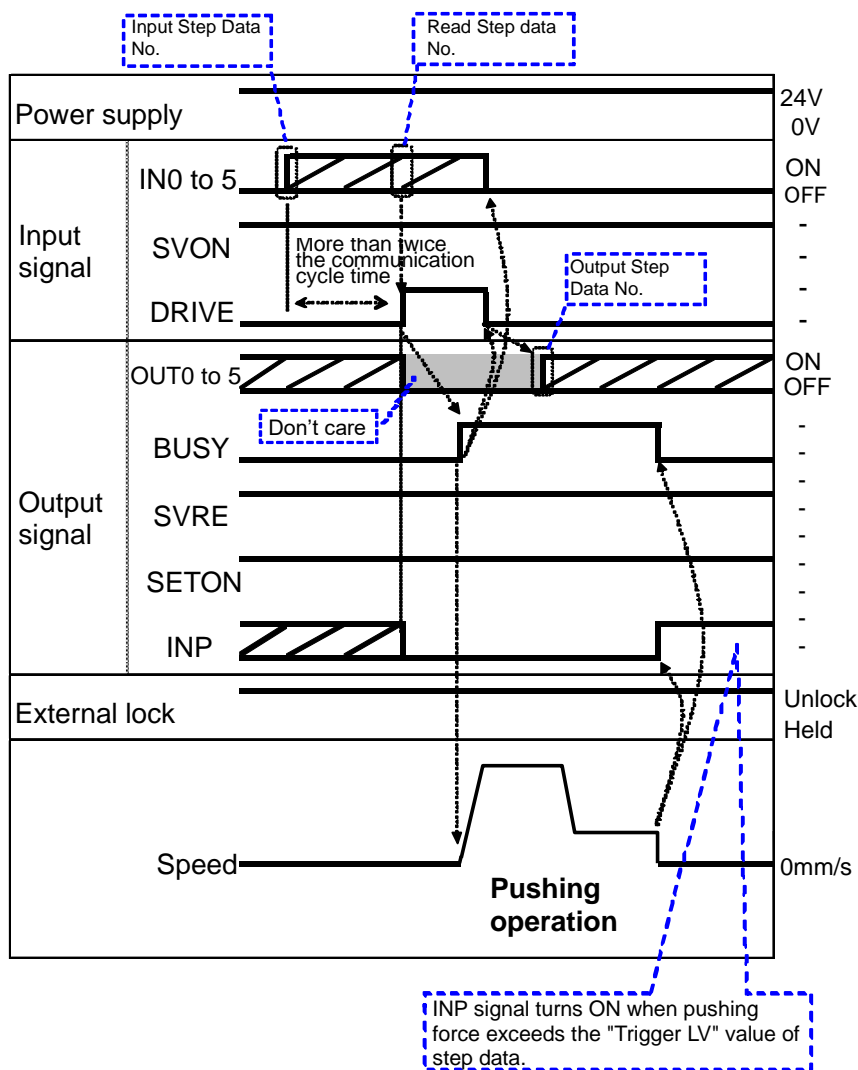 Input Step Data
No.
Read Step data
No.
Power supply
24V
0V
Input
signal
IN0 to 5
ON
OFF
SVON
-
-
More than twice
the communication
cycle time
Output Step
Data No.
DRIVE
-
-
Output
signal
OUT0 to 5
ON
OFF
Don't care
BUSY
-
-
SVRE
-
-
SETON
-
-
INP
-
-
External lock
Unlock
Held
Speed
0mm/s
Pushing
operation
INP signal turns ON when pushing
force exceeds the "Trigger LV" value of
step data.